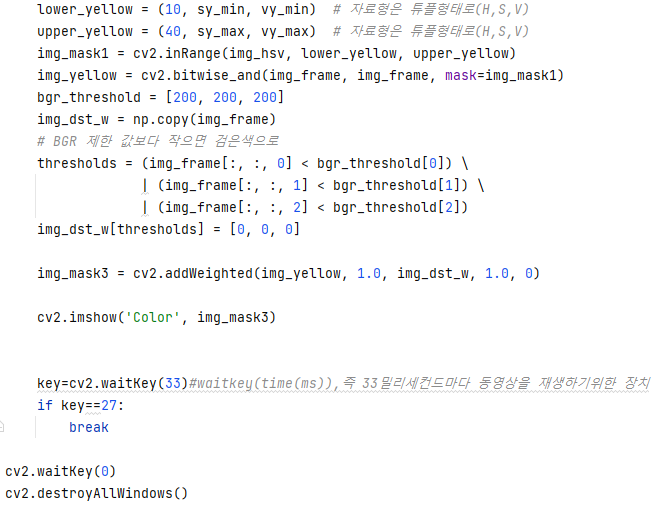 lower_yellow = (10, sy_min, vy_min)  # 자료형은 튜플형태로(H,S,V)
upper_yellow = (40, sy_max, vy_max)  # 자료형은 튜플형태로(H,S,V)
img_mask1 = cv2.inRange(img_hsv, lower_yellow, upper_yellow)
img_yellow = cv2.bitwise_and(img_frame, img_frame, mask=img_mask1)
bgr_threshold = [200, 200, 200]
img_dst_w = np.copy(img_frame)
# BGR 제한 값보다 작으면 검은색으로
thresholds = (img_frame[:, :, 0] < bgr_threshold[0]) \
             | (img_frame[:, :, 1] < bgr_threshold[1]) \
             | (img_frame[:, :, 2] < bgr_threshold[2])
img_dst_w[thresholds] = [0, 0, 0]
img_mask3 = cv2.addWeighted(img_yellow, 1.0, img_dst_w, 1.0, 0)
cv2.imshow('Color', img_mask3)
key=cv2.waitKey(33)#waitkey(time(ms)),즉 33밀리세컨드마다 동영상을 재생하기위한 장치
if key==27:
    break
cv2.waitKey(0)
cv2.destroyAllWindows()